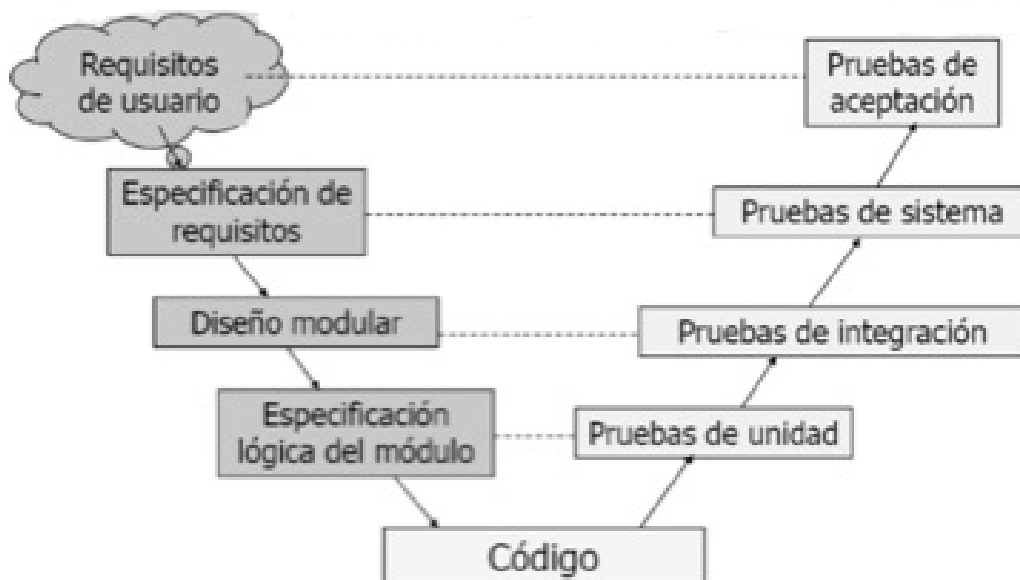 Requisitos
de usuario
Pruebas de
aceptación
Especificación de
requisitos
Pruebas de sistema
Diseño modular
Pruebas de integración
Especificación
lógica del módulo
Pruebas de unidad
Código